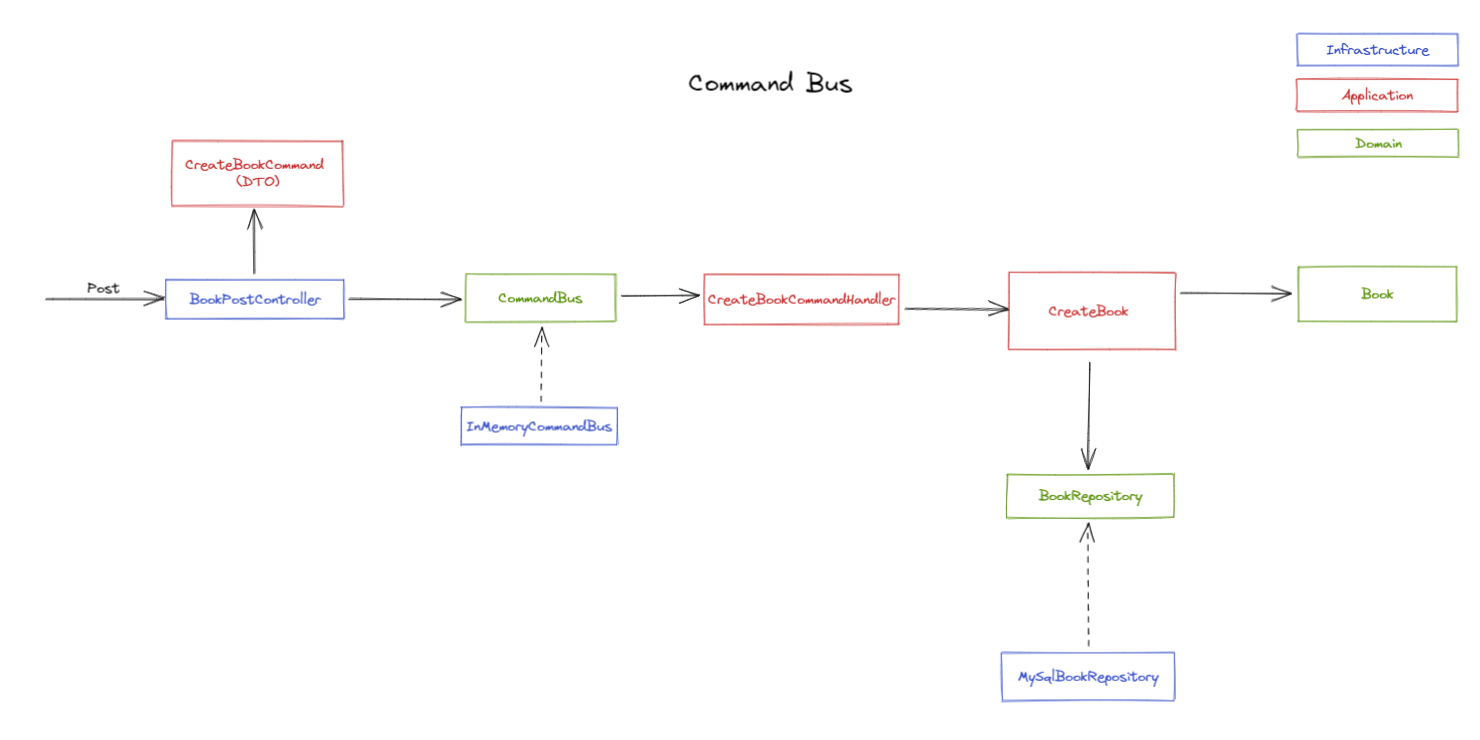 Infrastructure
Command Bus
Application
Domain
CreateBookCommand
(DTO)
Post
BookPostController
CommandBus
CreateBookCommandHandler
CreateBook
Book
InMemoryCommandBus
BookRepository
MySqlBookRepository